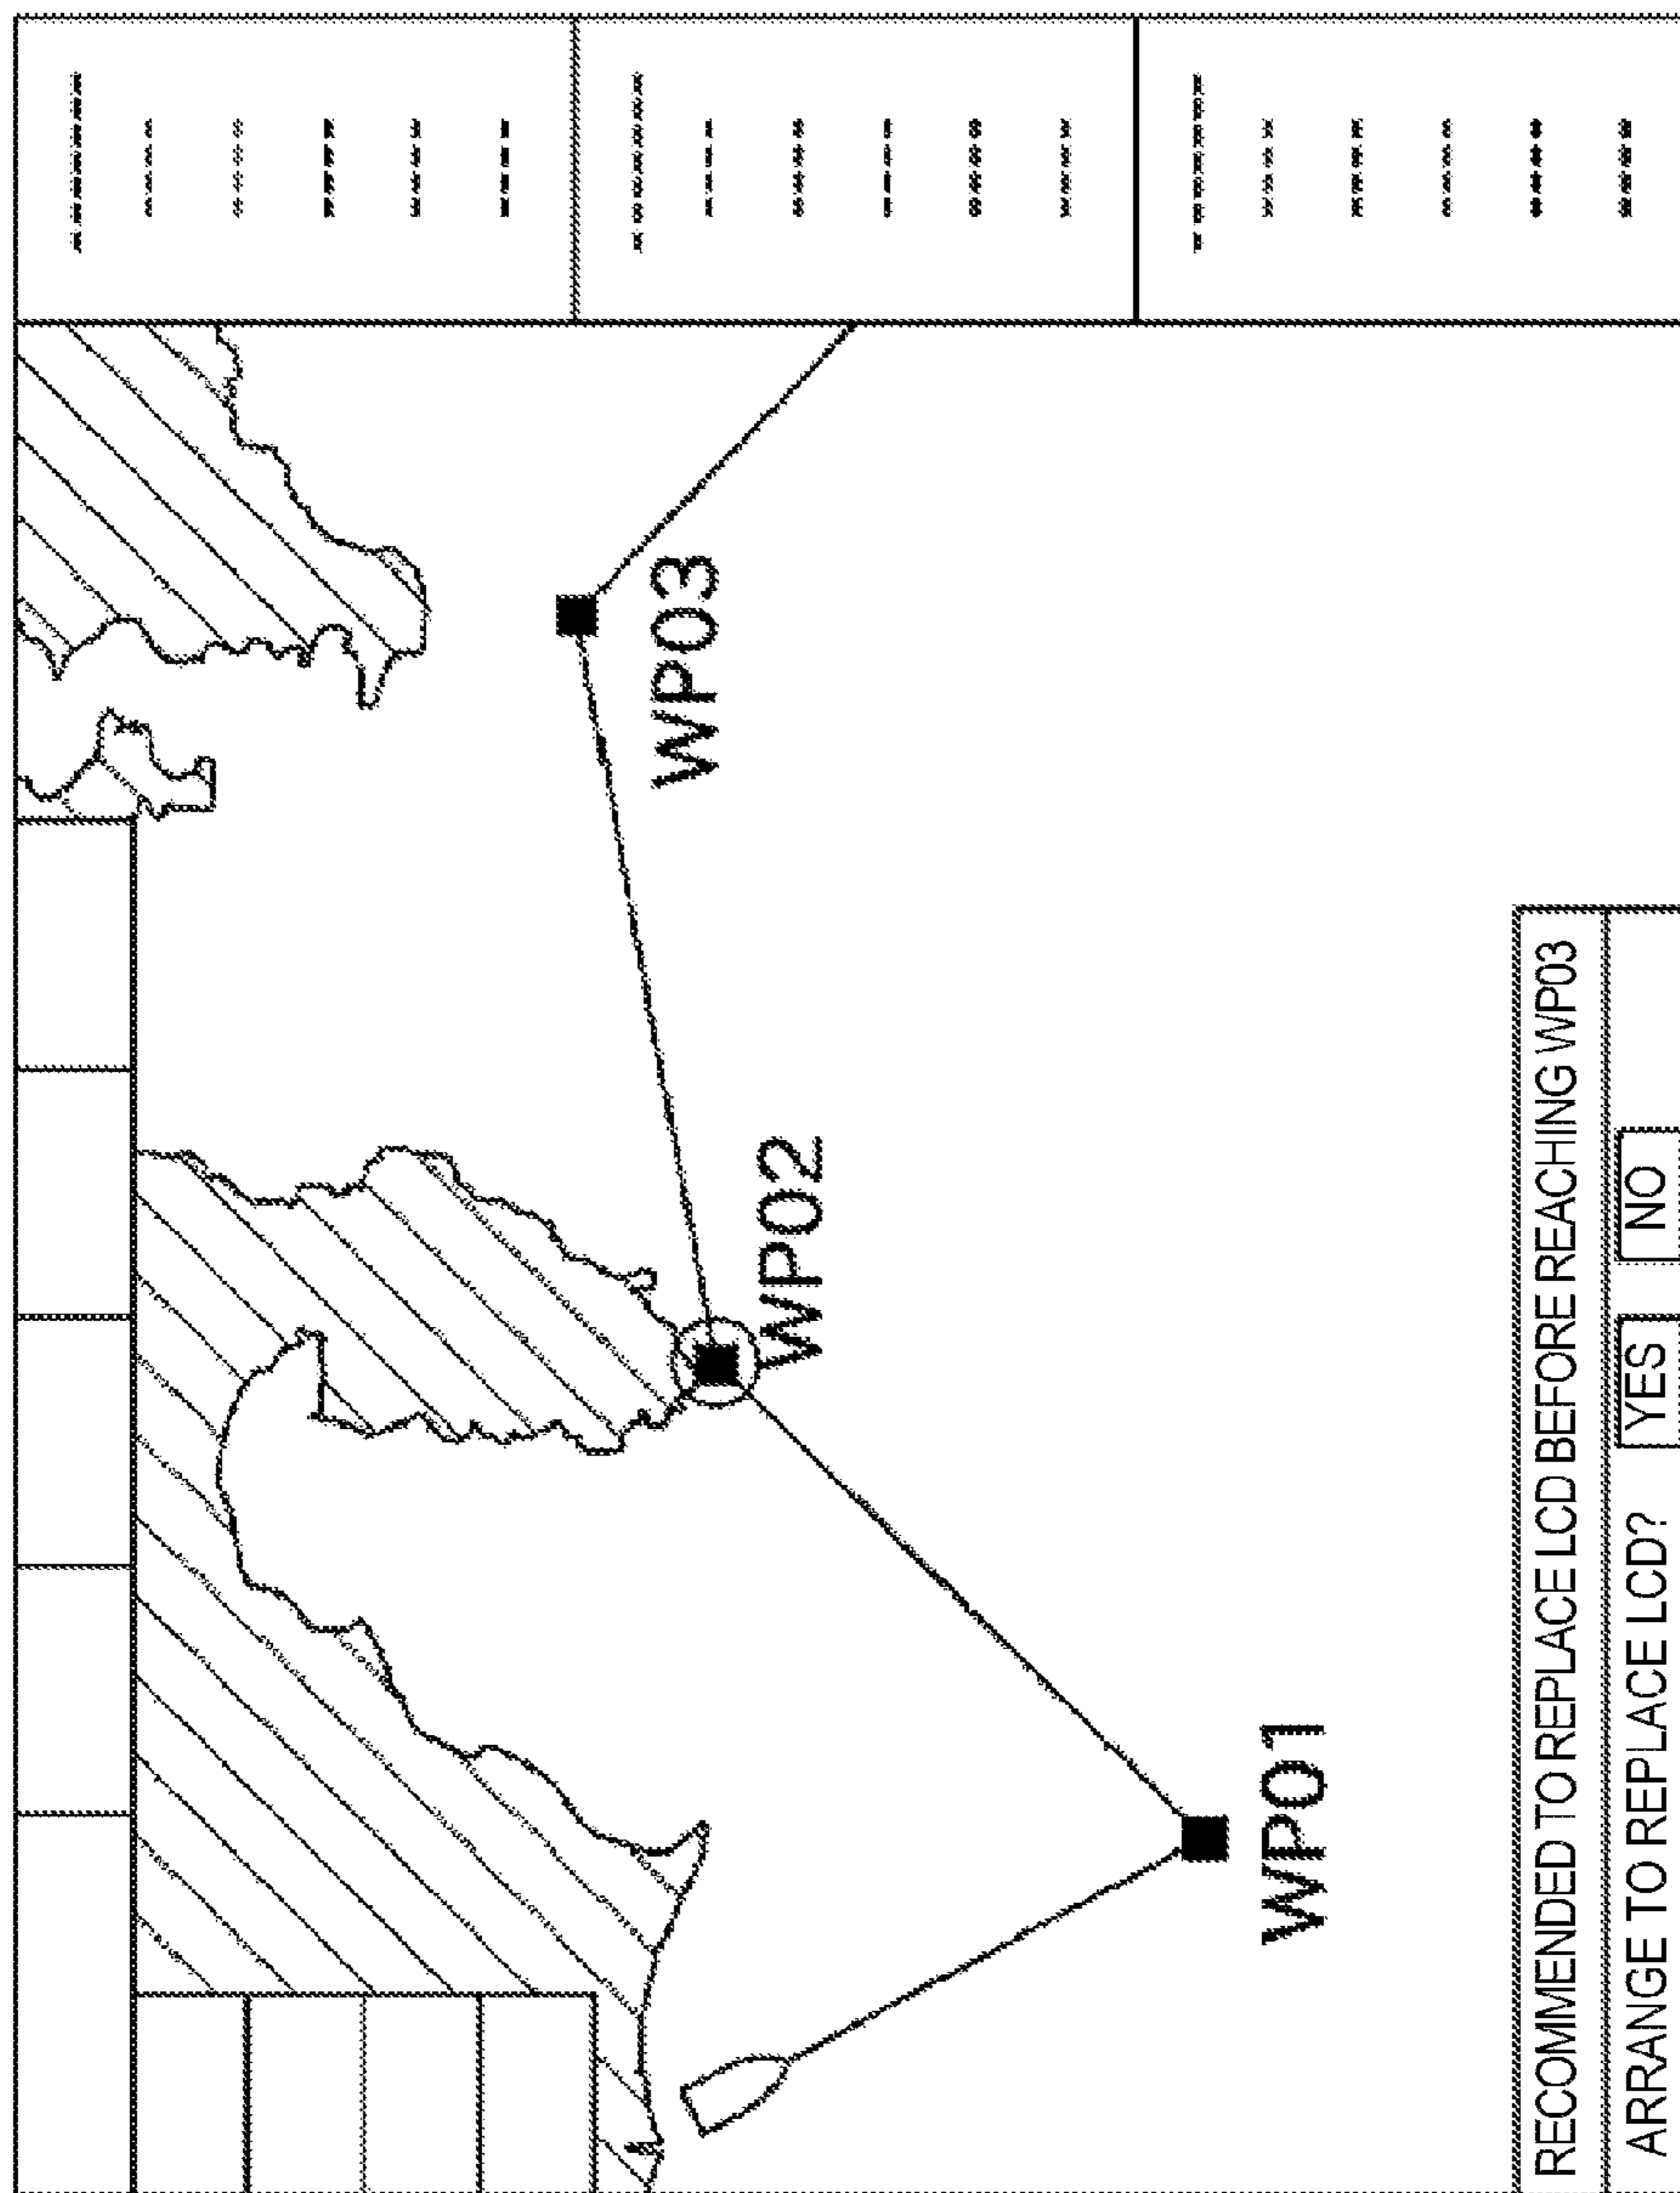 WP03
WP02
WP01
RECOMMENDED TO REPLACE LCD BEFORE REACHING WP03
ARRANGE TO REPLACE LCD? YES NO